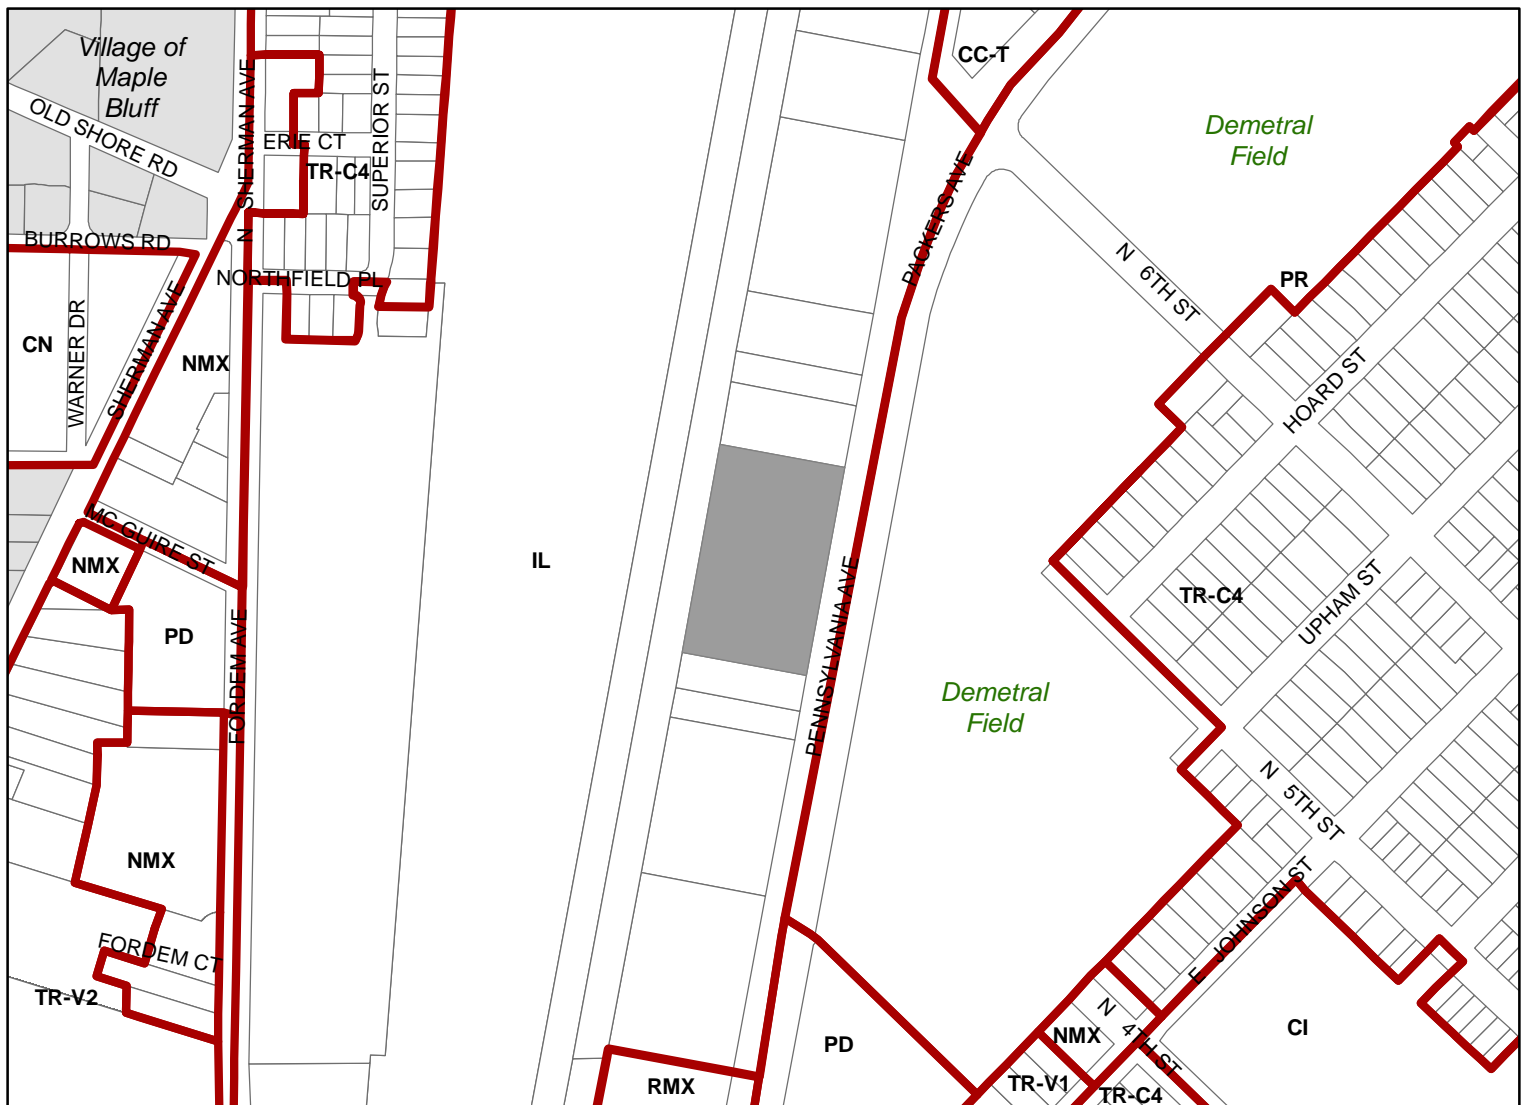 Village of
Maple
Bluff
OLD SHORE RD
N SHERMAN AVE
ERIE CT
SUPERIOR ST
TR-C4
BURROWS RD
NORTHFIELD PL
CN
WARNER DR
SHERMAN AVE
NMX
MC GUIRE ST
NMX
PD
FORDEM AVE
NMX
FORDEM CT
TR-V2
IL
CC-T
PACKERS AVE
Demetral
Field
N 6TH ST
PR
HOARD ST
TR-C4
UPHAM ST
PENNSYLVANIA AVE
Demetral
Field
N 5TH ST
E JOHNSON ST
N 4TH ST
CI
PD
NMX
RMX
TR-V1
TR-C4